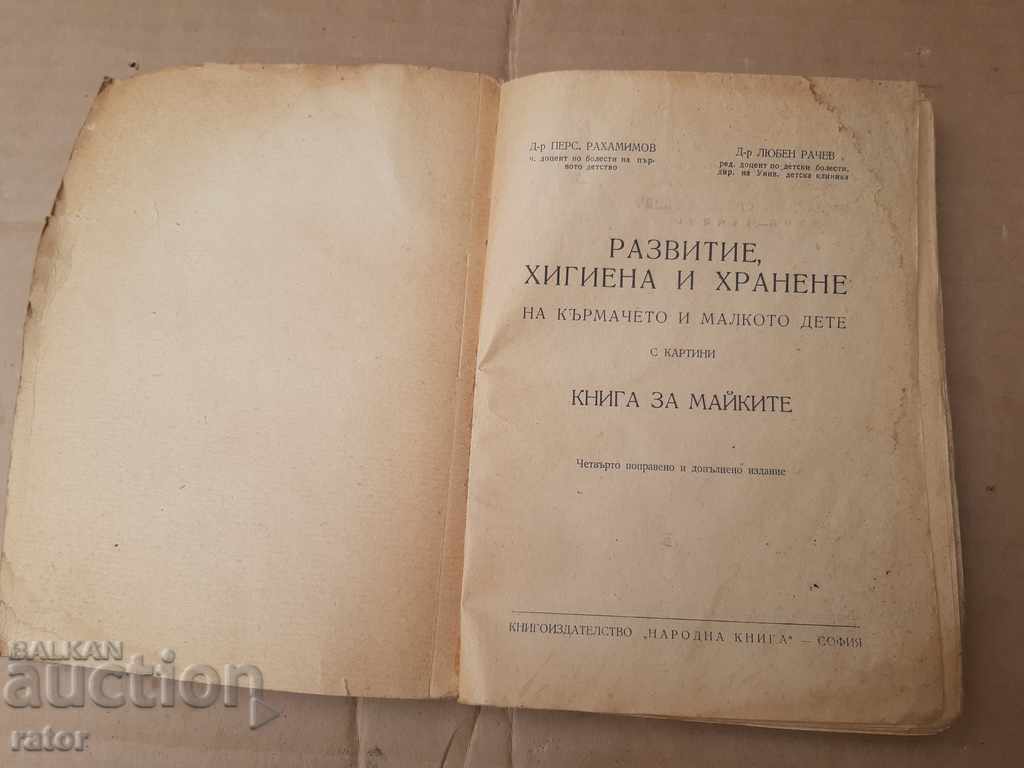 Д-р ПЕРС. РАХАМИМОВ
ч. доцент по болести на пър-
вото детство
Д-р ЛЮБЕН РАЧЕВ
ред. доцент по детски болести,
дир. на Унив. детска клиника
РАЗВИТИЕ,
ХИГИЕНА И ХРАНЕНЕ
НА КЪРМАЧЕТО И МАЛКОТО ДЕТЕ
С КАРТИНИ
КНИГА ЗА МАЙКИТЕ
Четвърто поправено и допълнено издание
КНИГОИЗДАТЕЛСТВО „НАРОДНА КНИГА“ — СОФИЯ
BALKAN
auction
rator